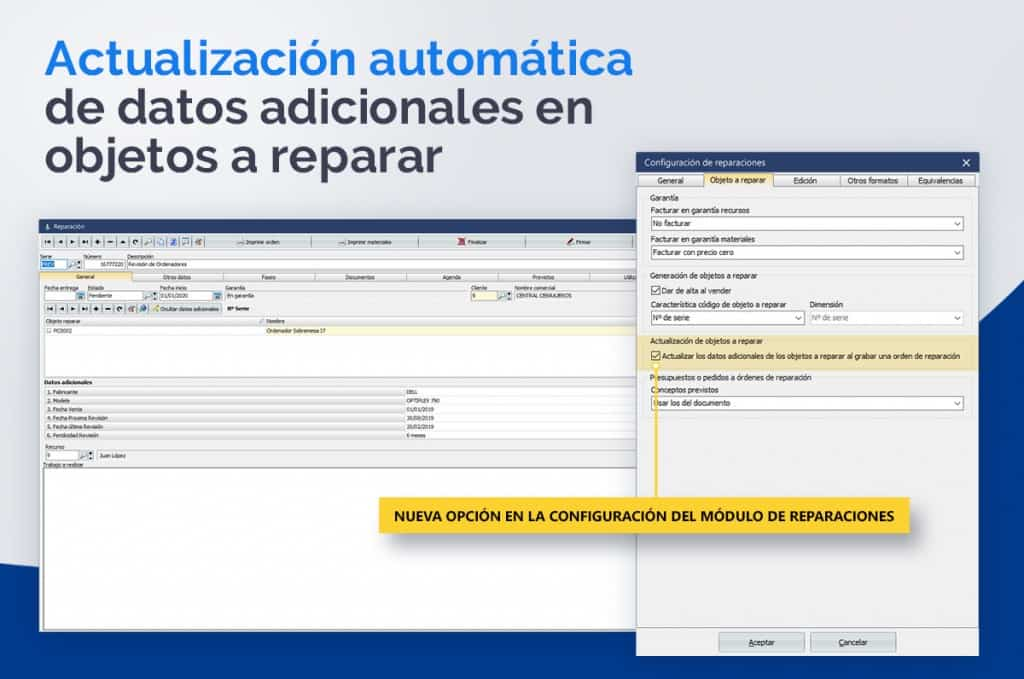 Actualización automática
de datos adicionales en
objetos a reparar
Reparación
Imprime orden Imprime materiales Finalizar Firmar
Serie Número Descripción
16777220 Revisión de Ordenadores
General Otros datos Fases Documentos Agenda Previstos
Fecha entrega Estado Fecha inicio Garantía Cliente Nombre comercial
Pendiente 01/01/2020 En garantía 9 CENTRAL CERRAJEROS
Ocultar datos adicionales Nº Serie
Objeto reparar Nombre
PC0002 Ordenador Sobremesa I7
Datos adicionales
1. Fabricante DELL
2. Modelo OPTIPLEX 790
3. Fecha Venta 01/01/2019
4. Fecha Proxima Revisión 30/08/2019
5. Fecha última Revisión 20/02/2019
6. Periodicidad Revisión 6 meses
Recurso
Juan López
Trabajo a realizar
Configuración de reparaciones
General Objeto a reparar Edición Otros formatos Equivalencias
Garantía
Facturar en garantía recursos
No facturar
Facturar en garantía materiales
Facturar con precio cero
Generación de objetos a reparar
Dar de alta al vender
Característica código de objeto a reparar Dimensión
Nº de serie Nº de serie
Actualización de objetos a reparar
Actualizar los datos adicionales de los objetos a reparar al grabar una orden de reparación
Presupuestos o pedidos a órdenes de reparación
Conceptos previstos
Usar los del documento
NUEVA OPCIÓN EN LA CONFIGURACIÓN DEL MÓDULO DE REPARACIONES
Aceptar Cancelar